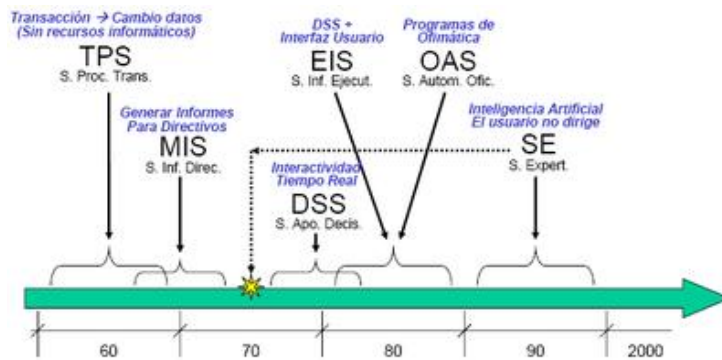 Transacción → Cambio datos
(Sin recursos informáticos)
TPS
S. Proc. Trans.
Generar Informes
Para Directivos
MIS
S. Inf. Direc.
DSS +
Interfaz Usuario
EIS
S. Inf. Ejecut.
Programas de
Ofimática
OAS
S. Autom. Ofic.
Interactividad
Tiempo Real
DSS
S. Apo. Decis.
Inteligencia Artificial
El usuario no dirige
SE
S. Expert.
60 70 80 90 2000